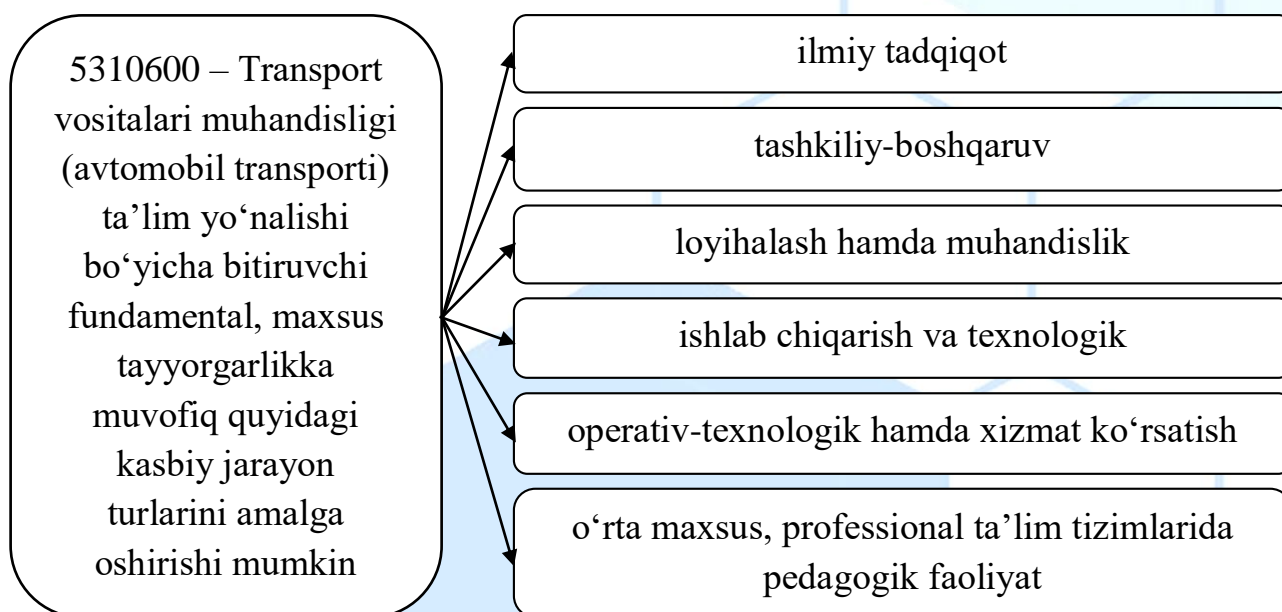 5310600 – Transport
vositalari muhandisligi
(avtomobil transporti)
ta’lim yo‘nalishi
bo‘yicha bitiruvchi
fundamental, maxsus
tayyorgarlikka
muvofiq quyidagi
kasbiy jarayon
turlarini amalga
oshirishi mumkin
ilmiy tadqiqot
tashkiliy-boshqaruv
loyihalash hamda muhandislik
ishlab chiqarish va texnologik
operativ-texnologik hamda xizmat ko‘rsatish
o‘rta maxsus, professional ta’lim tizimlarida
pedagogik faoliyat